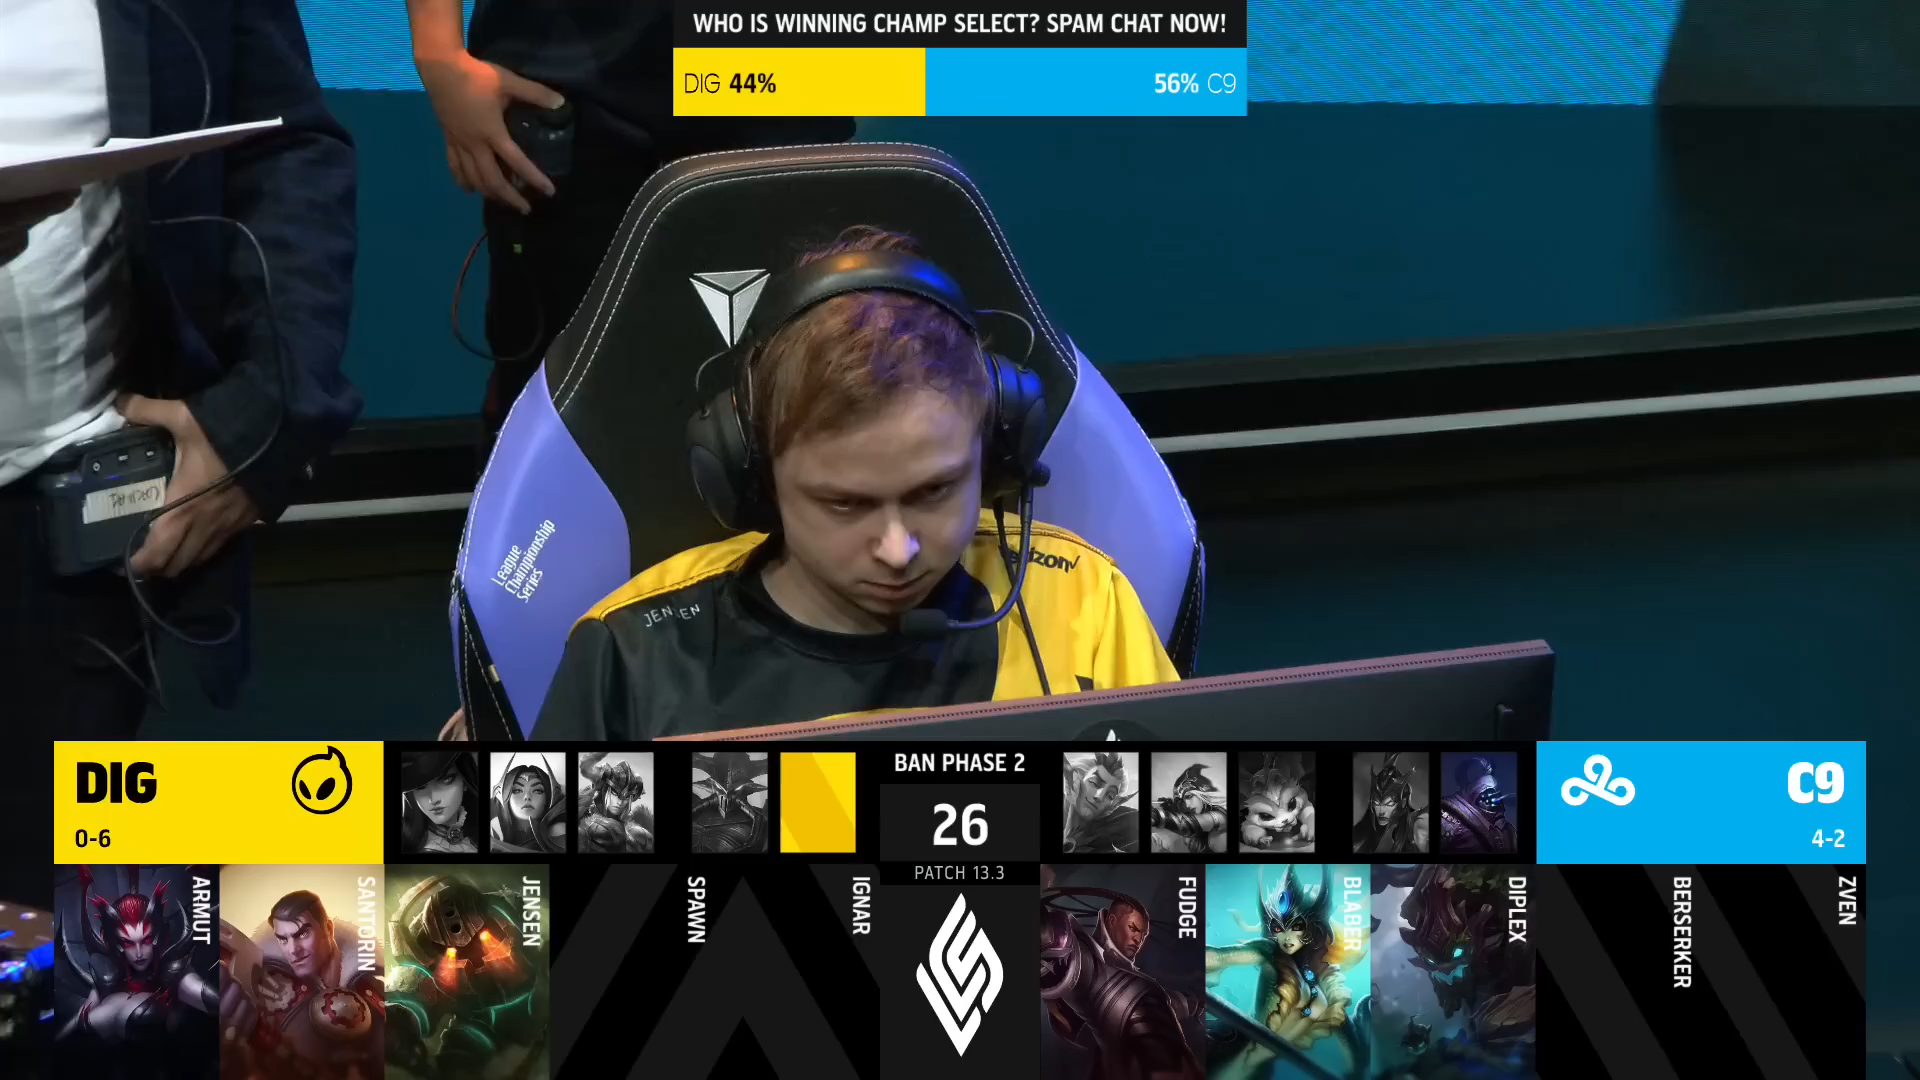 WHO IS WINNING CHAMP SELECT? SPAM CHAT NOW!
DIG 44%
56% C9
League
Championship
Series
JENSEN
DIG
0-6
BAN PHASE 2
26
PATCH 13.3
C9
4-2
ARMUT
SANTORIN
JENSEN
SPAWN
IGNAR
FUDGE
BLABER
DIPLEX
BERSERKER
ZVEN